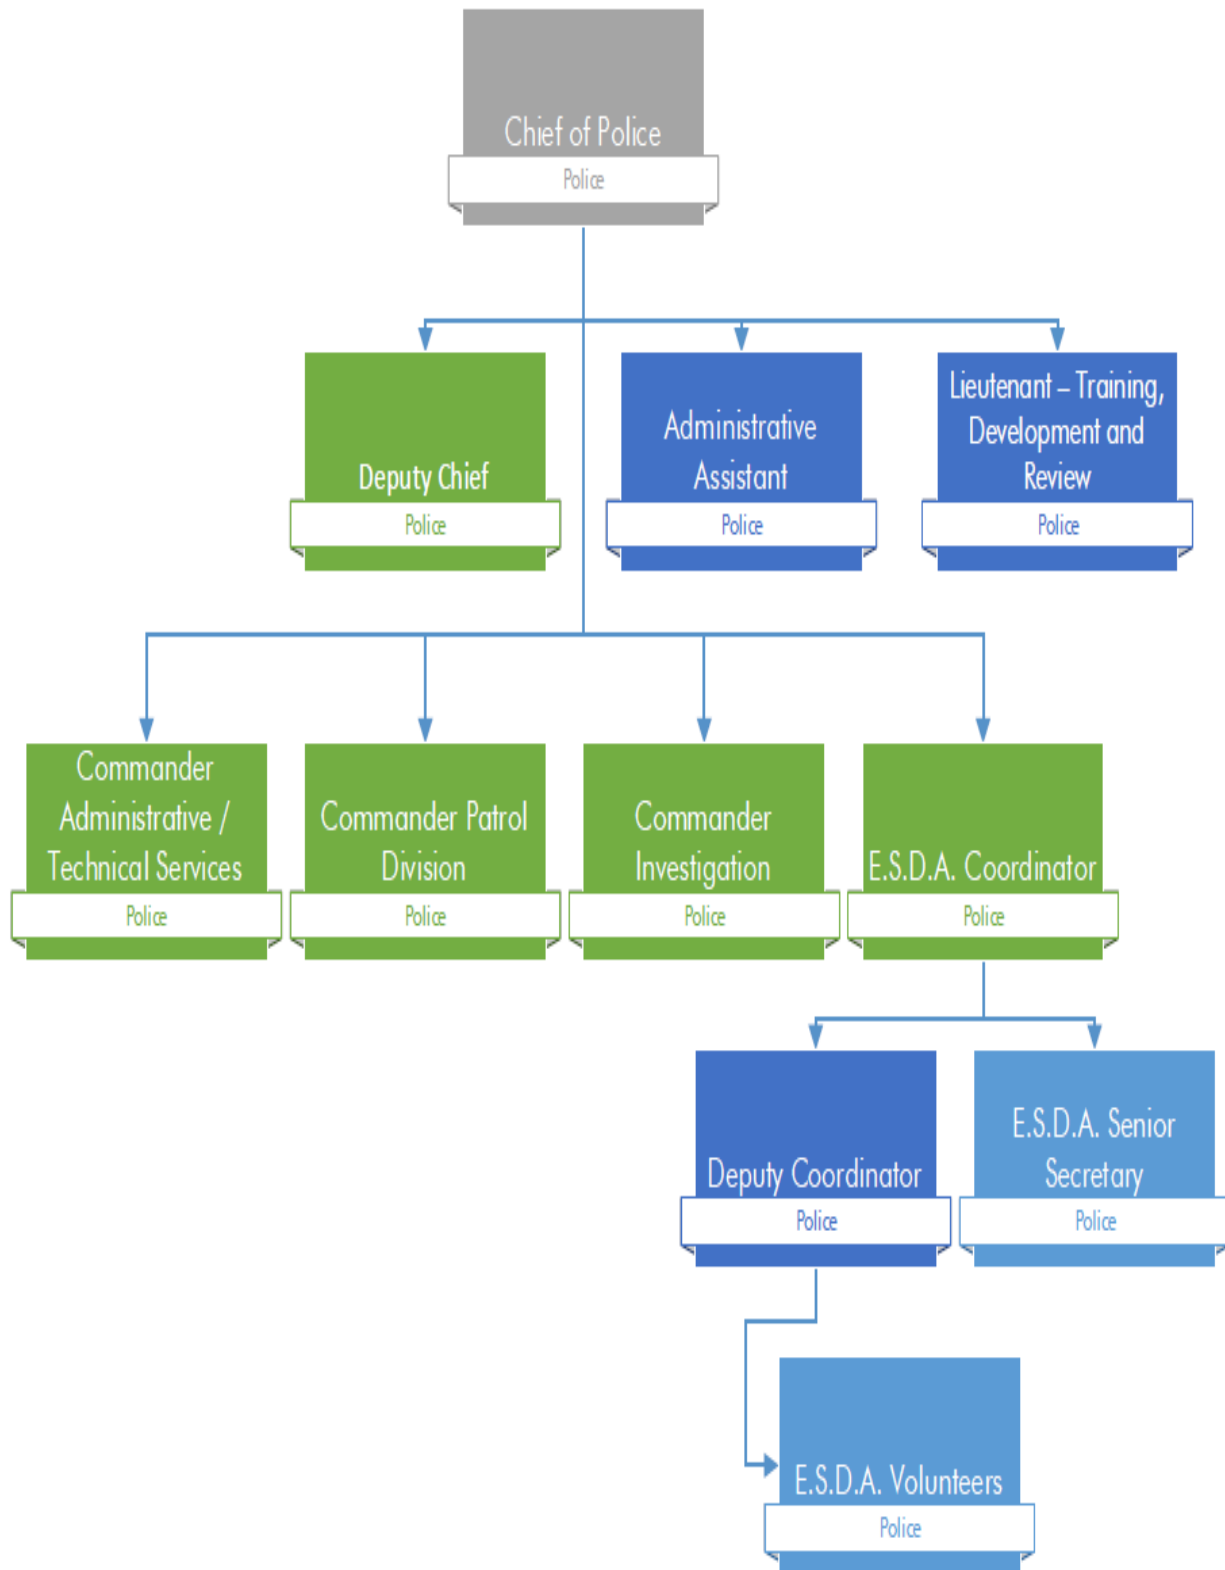 Chief of Police
Police
Deputy Chief
Police
Administrative
Assistant
Police
Lieutenant – Training,
Development and
Review
Police
Commander
Administrative /
Technical Services
Police
Commander Patrol
Division
Police
Commander
Investigation
Police
E.S.D.A. Coordinator
Police
Deputy Coordinator
Police
E.S.D.A. Senior
Secretary
Police
E.S.D.A. Volunteers
Police